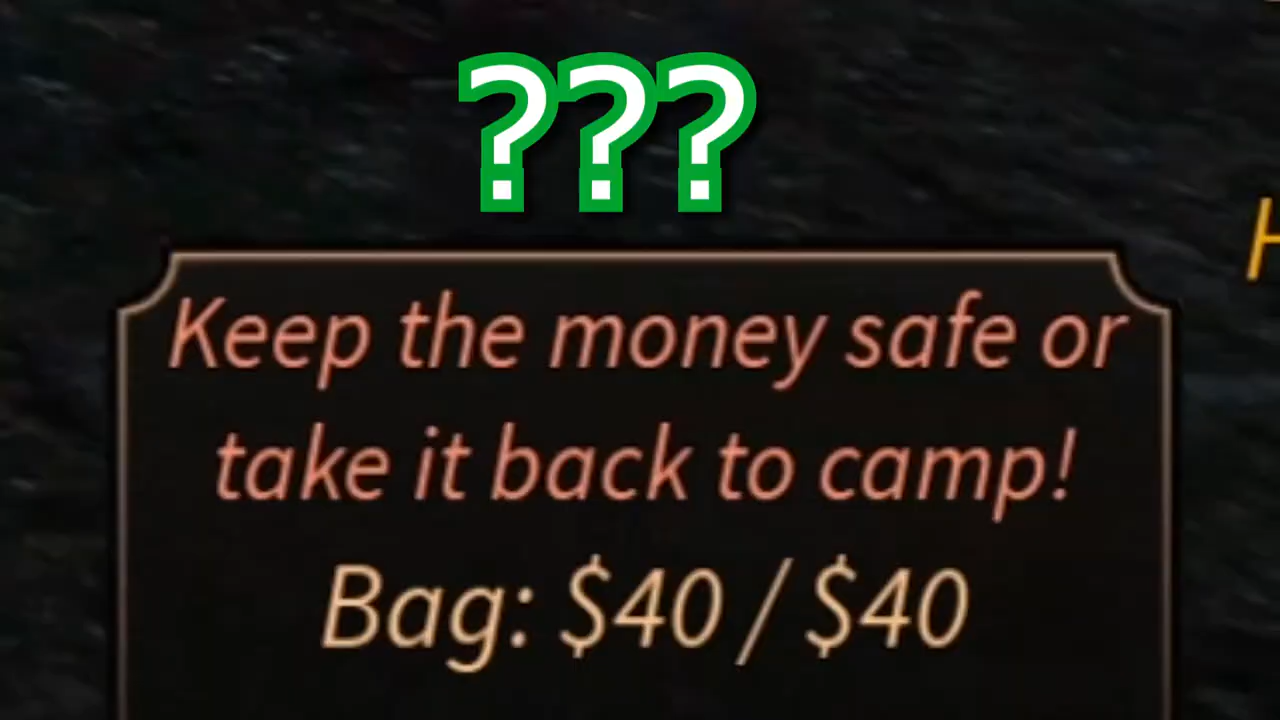 ???
H
Keep the money safe or
take it back to camp!
Bag: $40 / $40